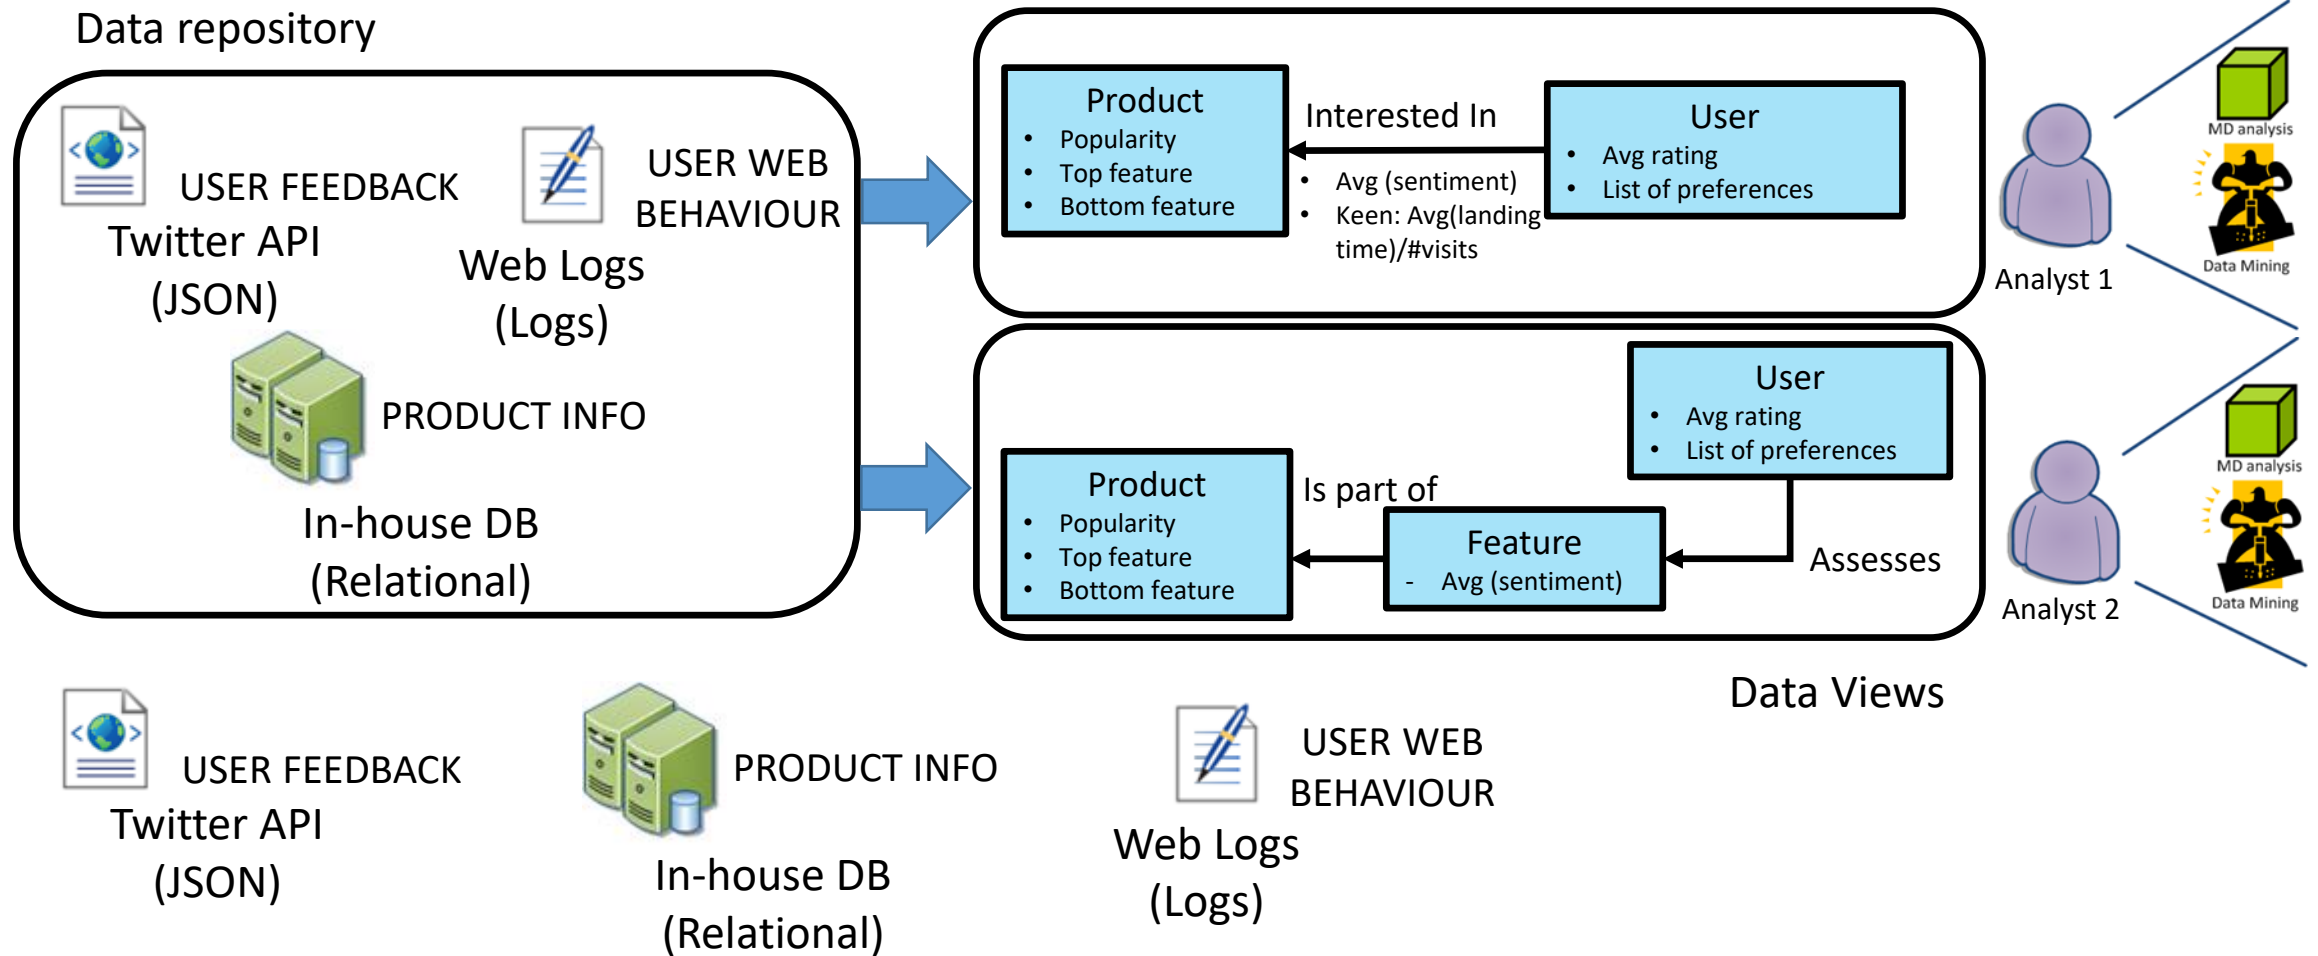 Data repository
USER FEEDBACK
Twitter API
(JSON)
USER WEB
BEHAVIOUR
Web Logs
(Logs)
PRODUCT INFO
In-house DB
(Relational)
Product
• Popularity
• Top feature
• Bottom feature
Interested In
• Avg (sentiment)
• Keen: Avg(landing
time)/#visits
User
• Avg rating
• List of preferences
Analyst 1
MD analysis
Data Mining
Product
• Popularity
• Top feature
• Bottom feature
Is part of
Feature
- Avg (sentiment)
User
• Avg rating
• List of preferences
Assesses
Analyst 2
MD analysis
Data Mining
Data Views
USER FEEDBACK
Twitter API
(JSON)
PRODUCT INFO
In-house DB
(Relational)
USER WEB
BEHAVIOUR
Web Logs
(Logs)